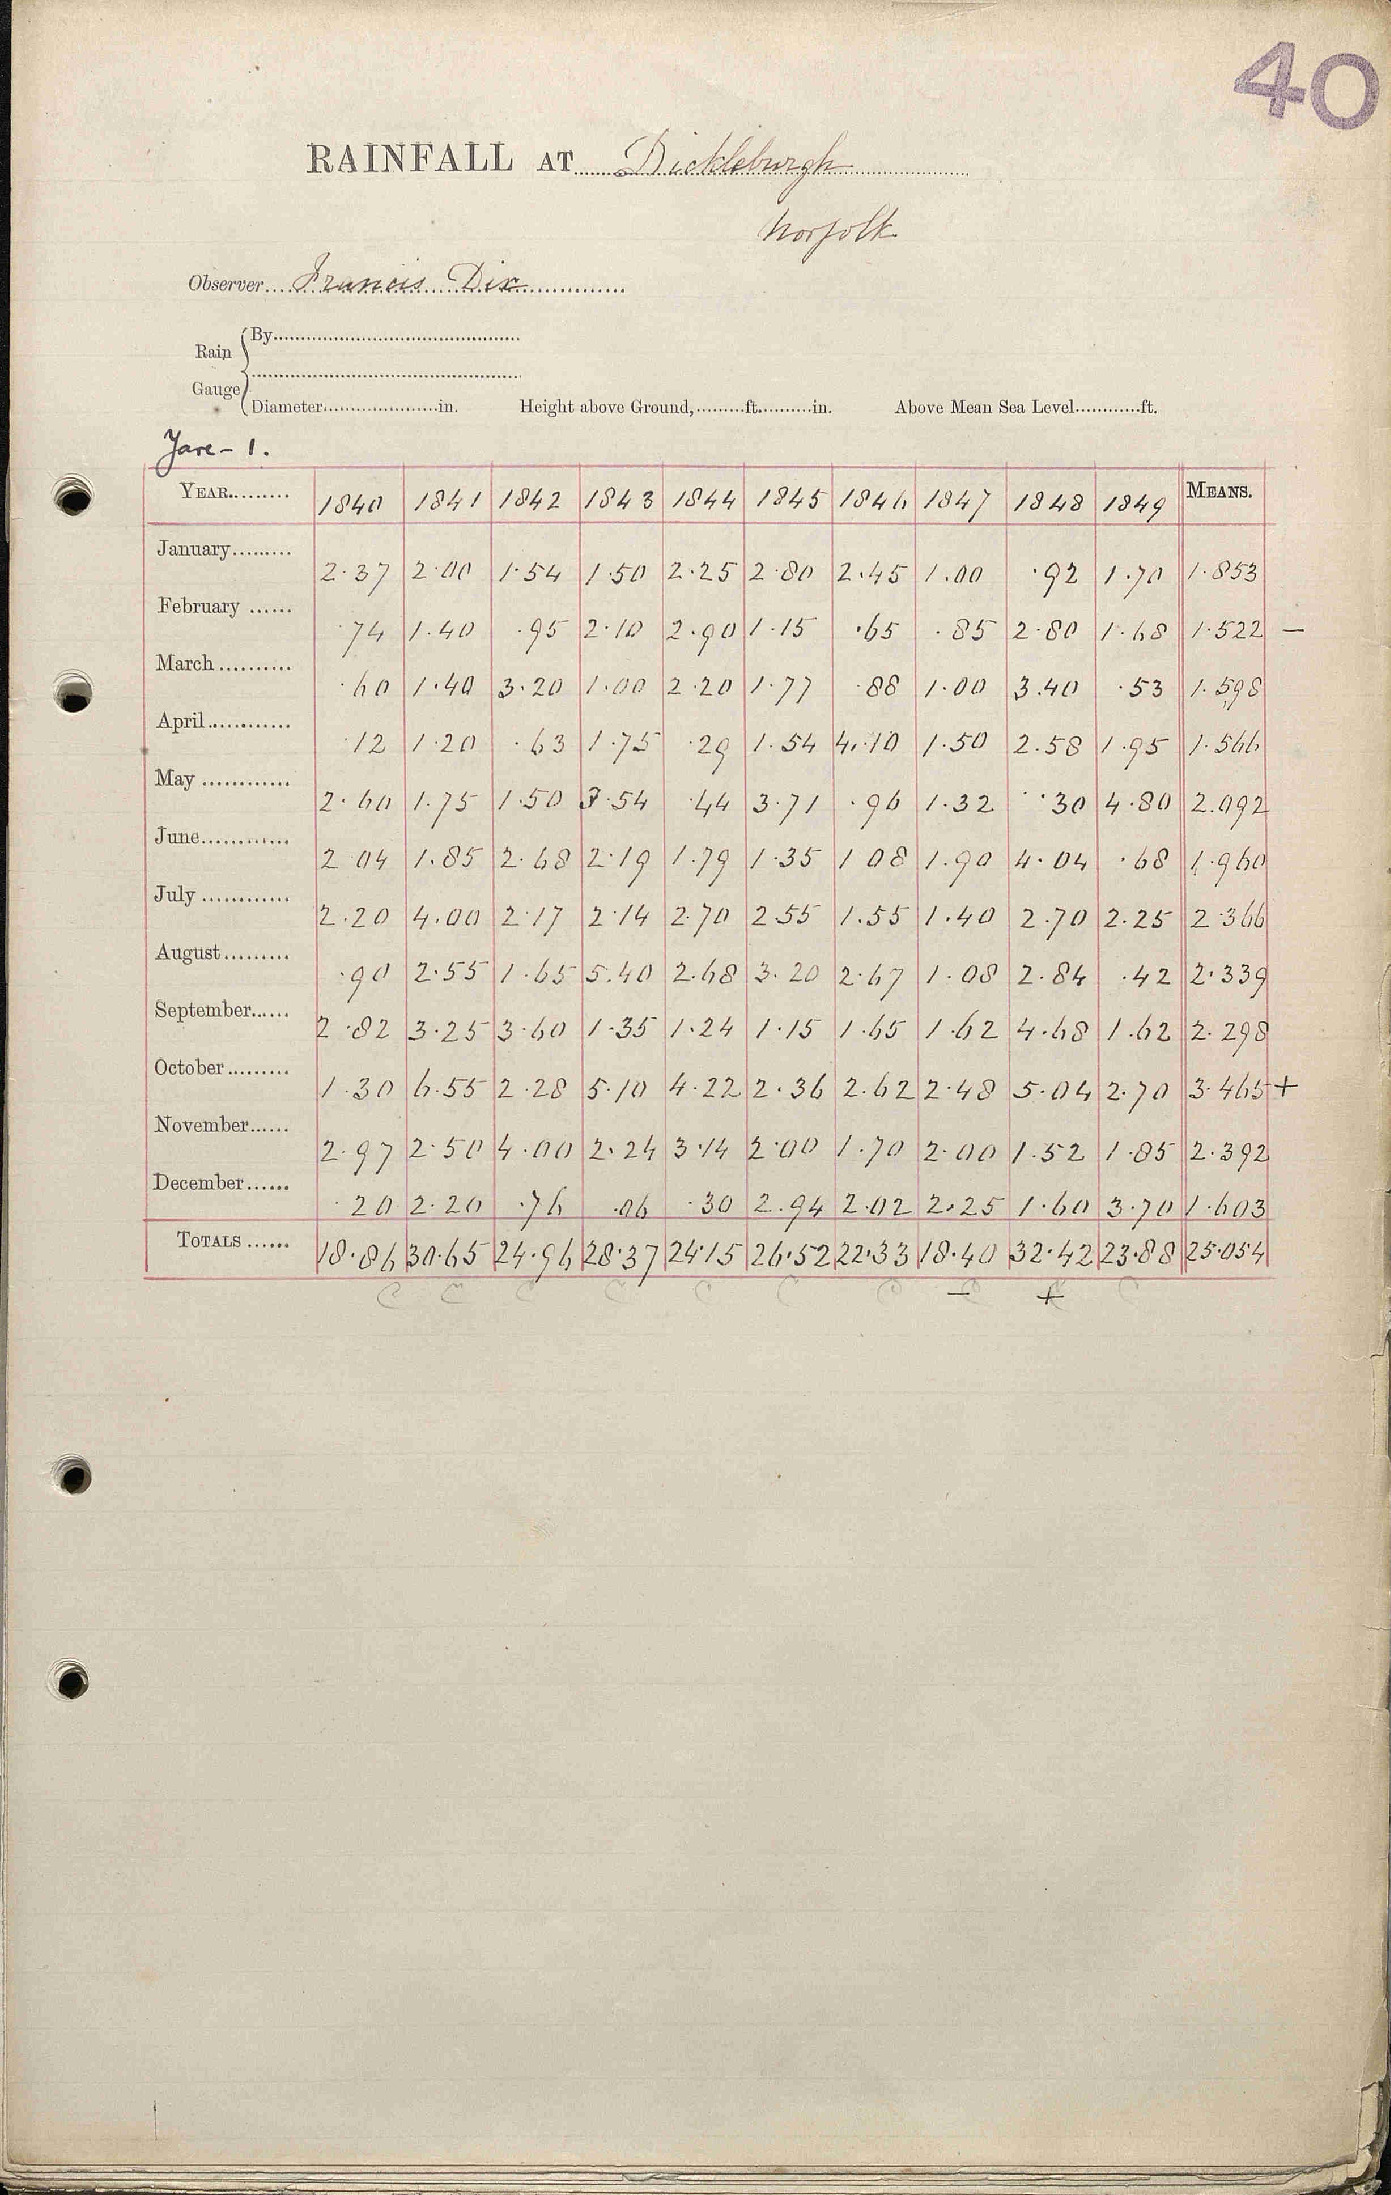 40
RAINFALL AT Dickleburgh
Norfolk
Observer Francis Dix
Rain Gauge
By
Diameter in. Height above Ground, ft. in. Above Mean Sea Level ft.
Yare - 1.
YEAR 1840 1841 1842 1843 1844 1845 1846 1847 1848 1849 MEANS.
January 2.37 2.00 1.54 1.50 2.25 2.80 2.45 1.00 .92 1.70 1.853
February .74 1.40 .95 2.10 2.90 1.15 .65 .85 2.80 1.68 1.522 –
March .60 1.40 3.20 1.00 2.20 1.77 .88 1.00 3.40 .53 1.598
April .12 1.20 .63 1.75 .29 1.54 4.10 1.50 2.58 1.95 1.566
May 2.60 1.75 1.50 3.54 .44 3.71 .96 1.32 .30 4.80 2.092
June 2.04 1.85 2.68 2.19 1.79 1.35 1.08 1.90 4.04 .68 1.960
July 2.20 4.00 2.17 2.14 2.70 2.55 1.55 1.40 2.70 2.25 2.366
August .90 2.55 1.65 5.40 2.68 3.20 2.67 1.08 2.84 .42 2.339
September 2.82 3.25 3.60 1.35 1.24 1.15 1.65 1.62 4.68 1.62 2.298
October 1.30 6.55 2.28 5.10 4.22 2.36 2.62 2.48 5.04 2.70 3.465 +
November 2.97 2.50 4.00 2.24 3.14 2.00 1.70 2.00 1.52 1.85 2.392
December .20 2.20 .76 .06 .30 2.94 2.02 2.25 1.60 3.70 1.603
TOTALS 18.86 30.65 24.96 28.37 24.15 26.52 22.33 18.40 32.42 23.88 25.054
C C C C C C C – C + C C